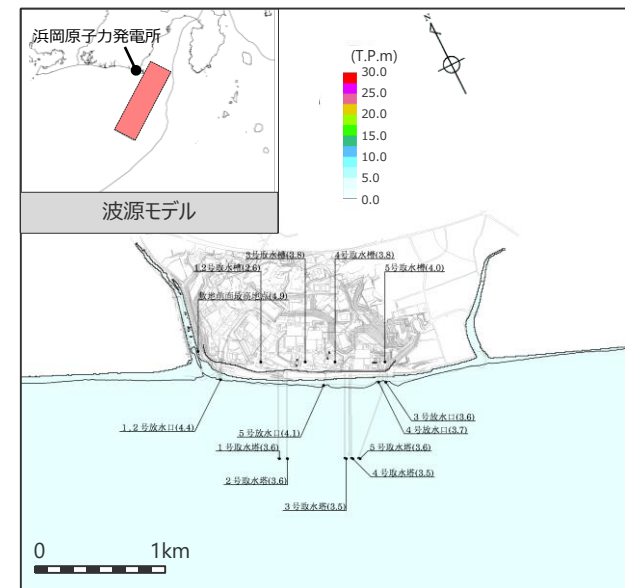 浜岡原子力発電所
波源モデル
N
(T.P.m)
30.0
25.0
20.0
15.0
10.0
5.0
0.0
3号取水槽(3.8)
4号取水槽(3.8)
1,2号取水槽(2.6)
5号取水槽(4.0)
敷地前面最高地点(4.9)
1,2号放水口(4.4)
5号放水口(4.1)
3号放水口(3.6)
4号放水口(3.7)
1号取水塔(3.6)
5号取水塔(3.6)
2号取水塔(3.6)
4号取水塔(3.5)
3号取水塔(3.5)
0 1km